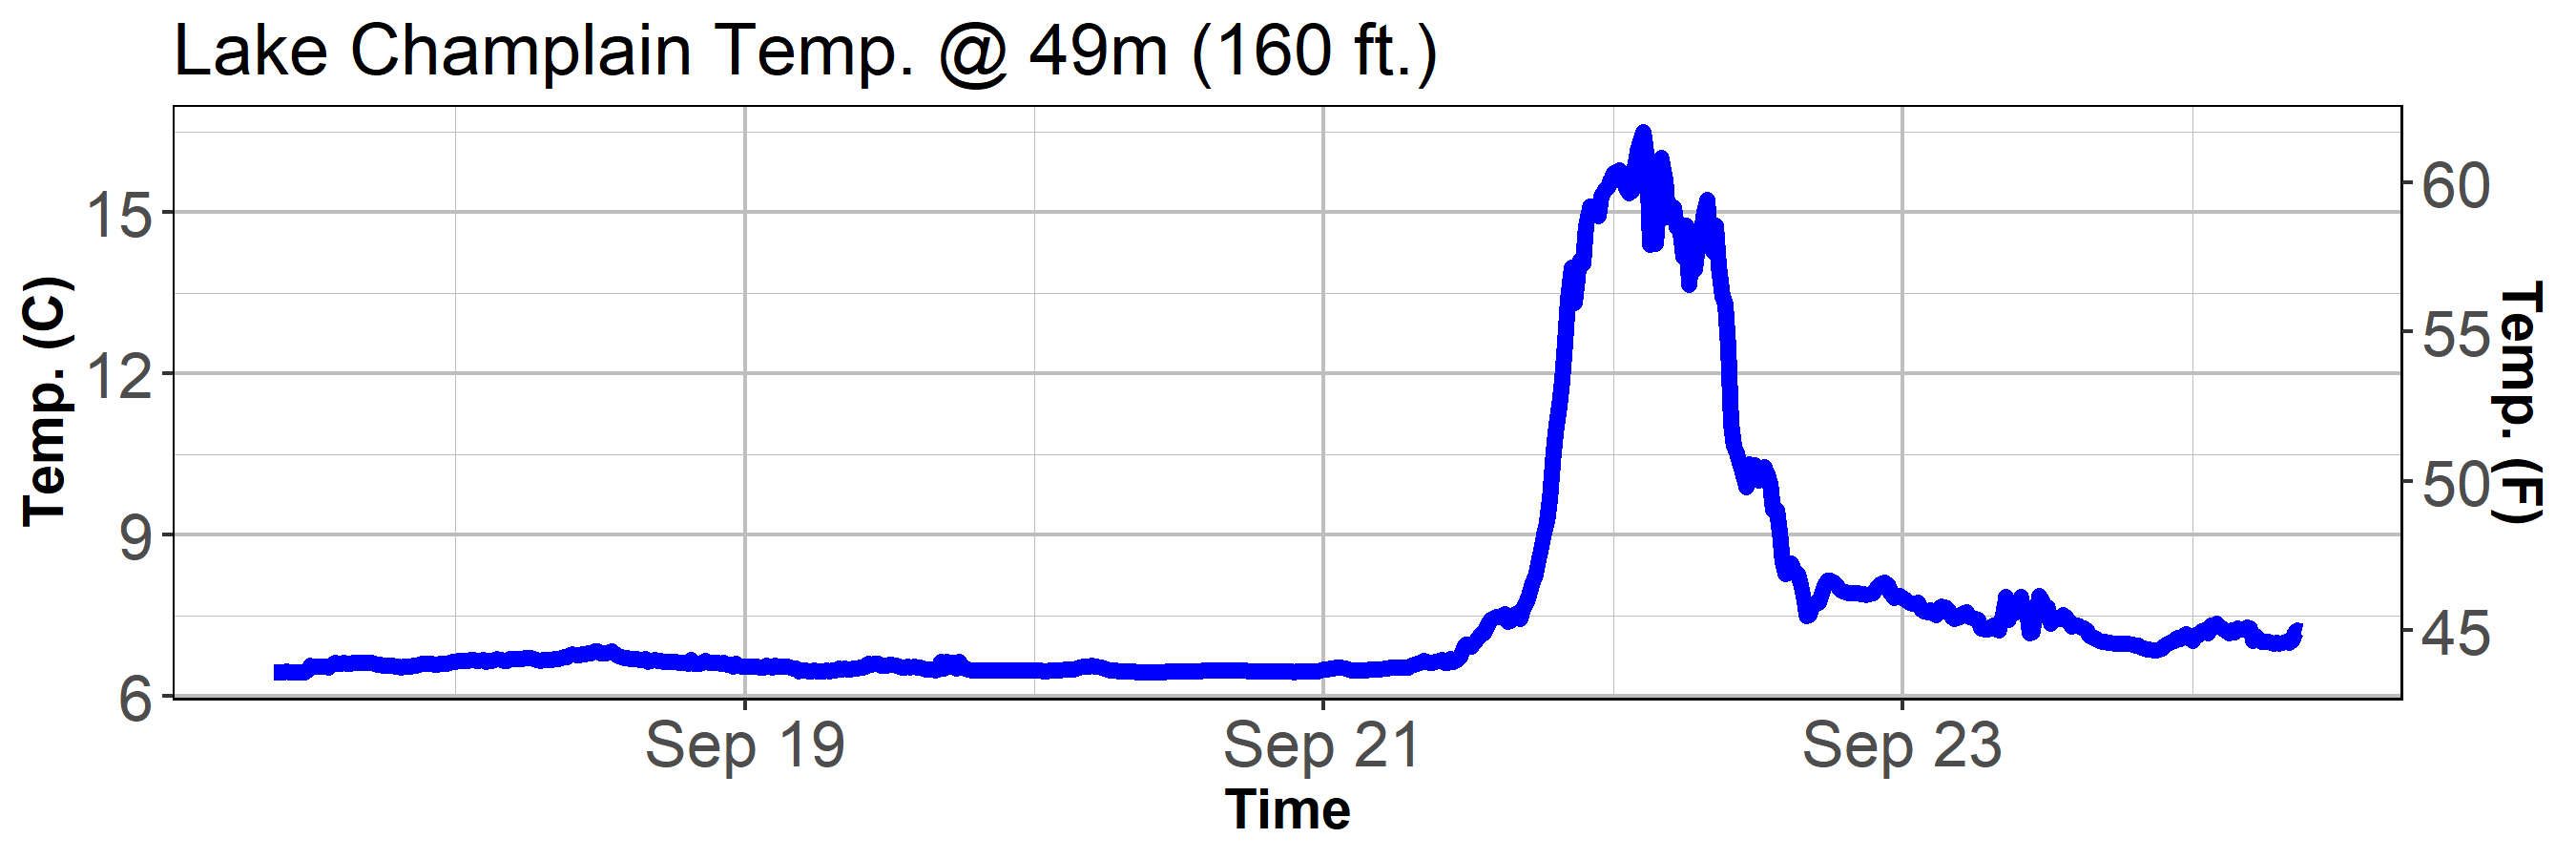 Lake Champlain Temp. @ 49m (160 ft.)
Temp. (C)
15
12
9
6
60
55
50
45
Temp. (F)
Sep 19
Sep 21
Sep 23
Time